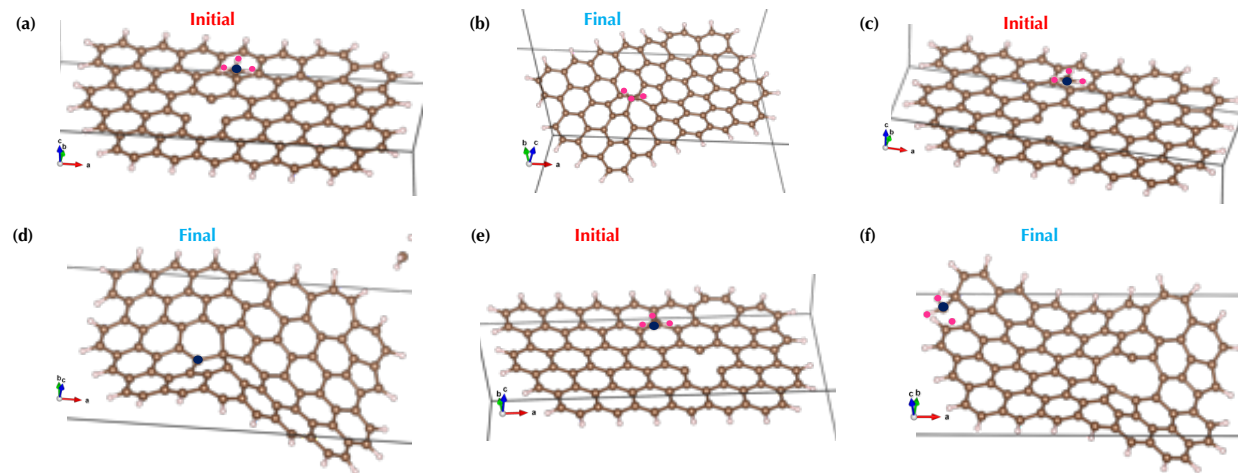 (a) Initial
(b) Final
(c) Initial
c
b
a
b c
a
c
b
a
(d) Final
(e) Initial
(f) Final
b
c
a
c
b
a
c b
a